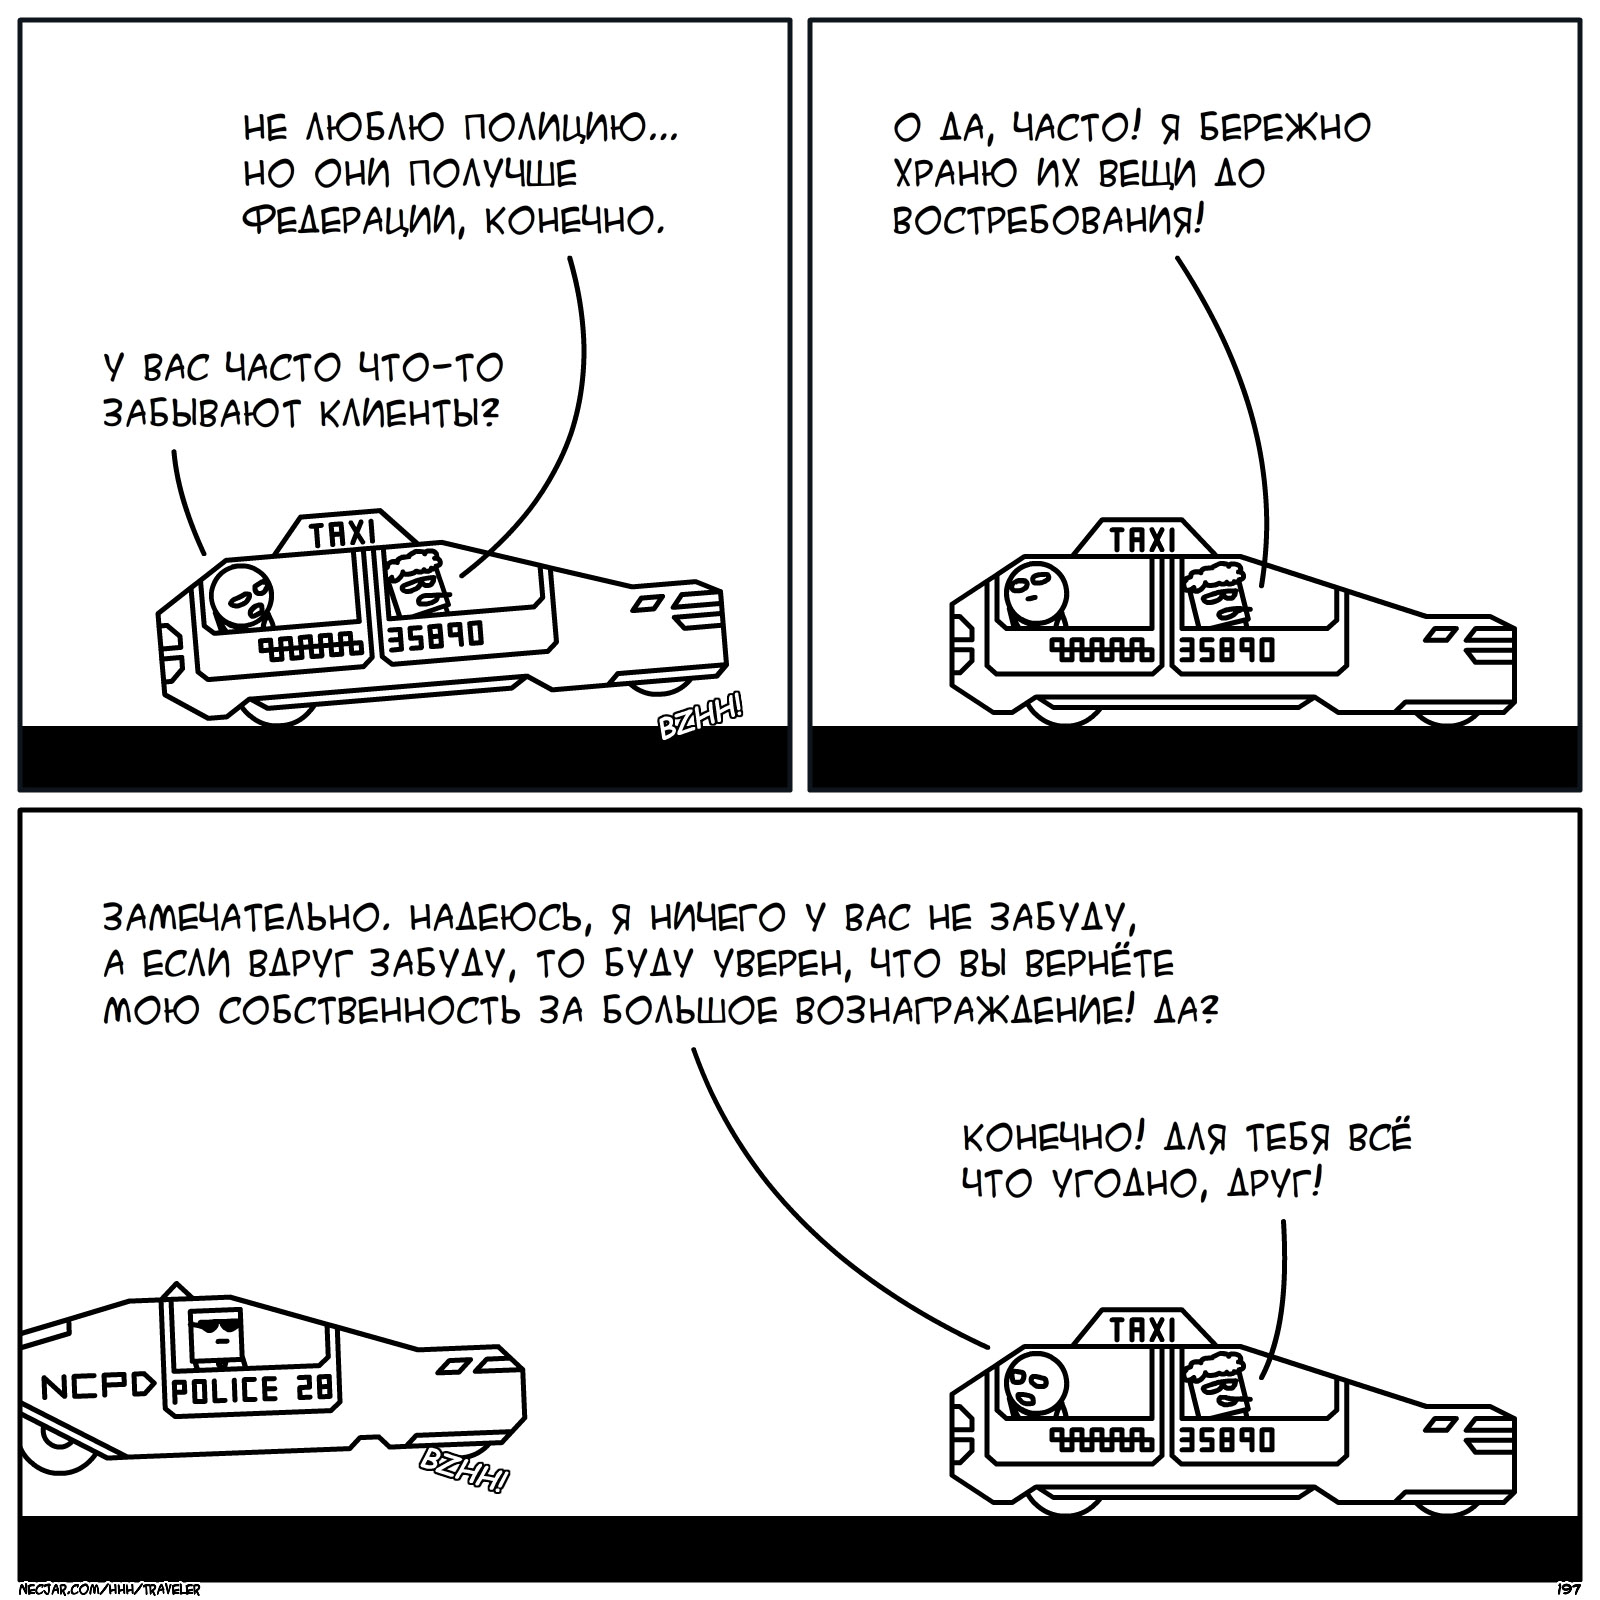 НЕ ЛЮБЛЮ ПОЛИЦИЮ...
НО ОНИ ПОЛУЧШЕ
ФЕДЕРАЦИИ, КОНЕЧНО.
У ВАС ЧАСТО ЧТО-ТО
ЗАБЫВАЮТ КЛИЕНТЫ?
TAXI
35890
BZHH!
О ДА, ЧАСТО! Я БЕРЕЖНО
ХРАНЮ ИХ ВЕЩИ ДО
ВОСТРЕБОВАНИЯ!
TAXI
35890
ЗАМЕЧАТЕЛЬНО. НАДЕЮСЬ, Я НИЧЕГО У ВАС НЕ ЗАБУДУ,
А ЕСЛИ ВДРУГ ЗАБУДУ, ТО БУДУ УВЕРЕН, ЧТО ВЫ ВЕРНЁТЕ
МОЮ СОБСТВЕННОСТЬ ЗА БОЛЬШОЕ ВОЗНАГРАЖДЕНИЕ! ДА?
КОНЕЧНО! ДЛЯ ТЕБЯ ВСЁ
ЧТО УГОДНО, ДРУГ!
NCPD
POLICE 28
BZHH!
TAXI
35890
NECJAR.COM/HHH/TRAVELER
197